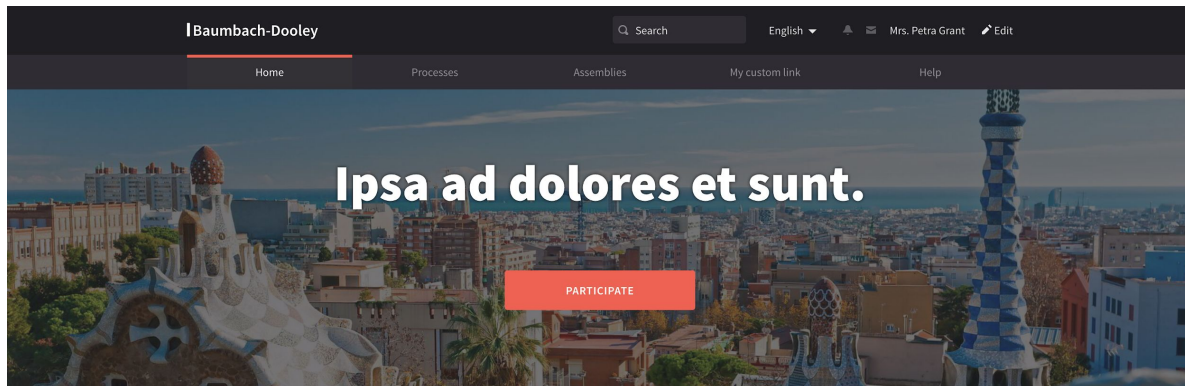 Baumbach-Dooley
Search
English
Mrs. Petra Grant
Edit
Home
Processes
Assemblies
My custom link
Help
Ipsa ad dolores et sunt.
PARTICIPATE